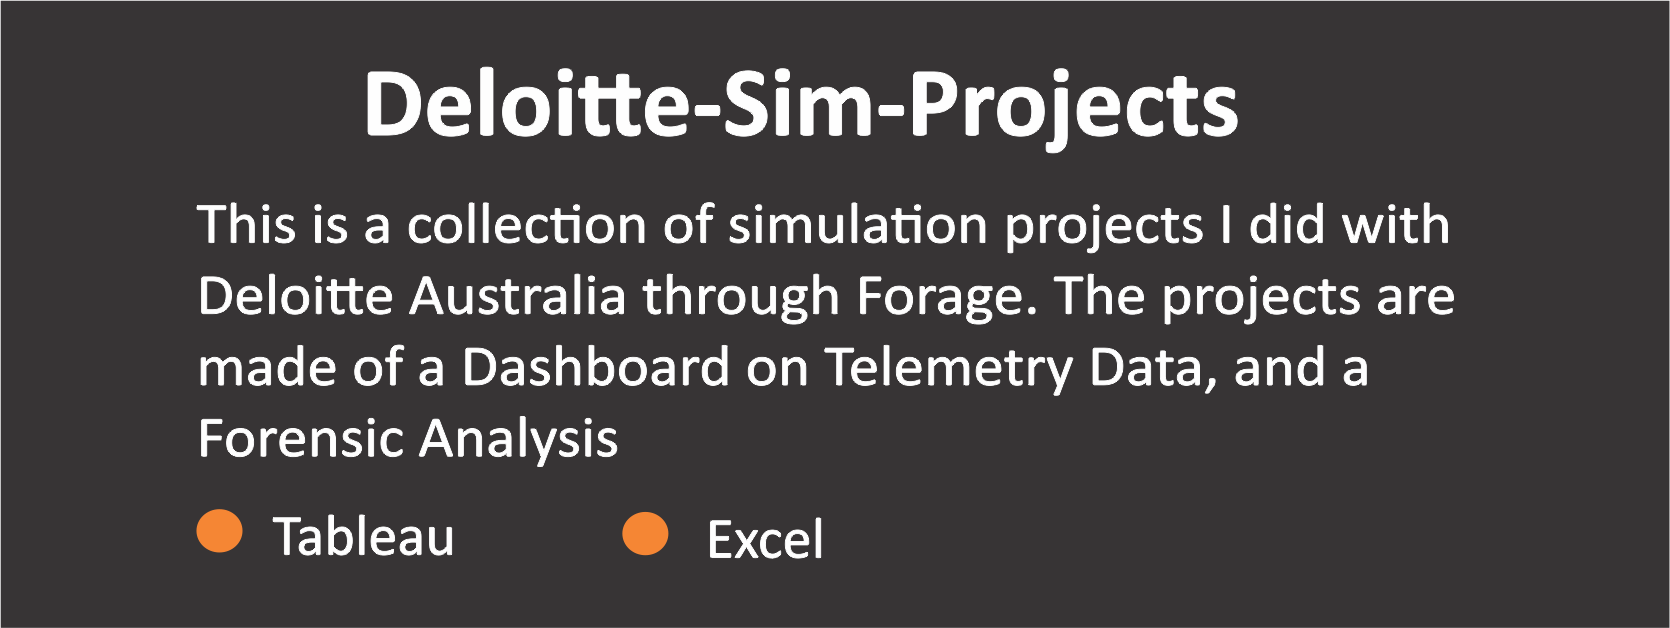 Deloitte-Sim-Projects
This is a collection of simulation projects I did with
Deloitte Australia through Forage. The projects are
made of a Dashboard on Telemetry Data, and a
Forensic Analysis
Tableau Excel